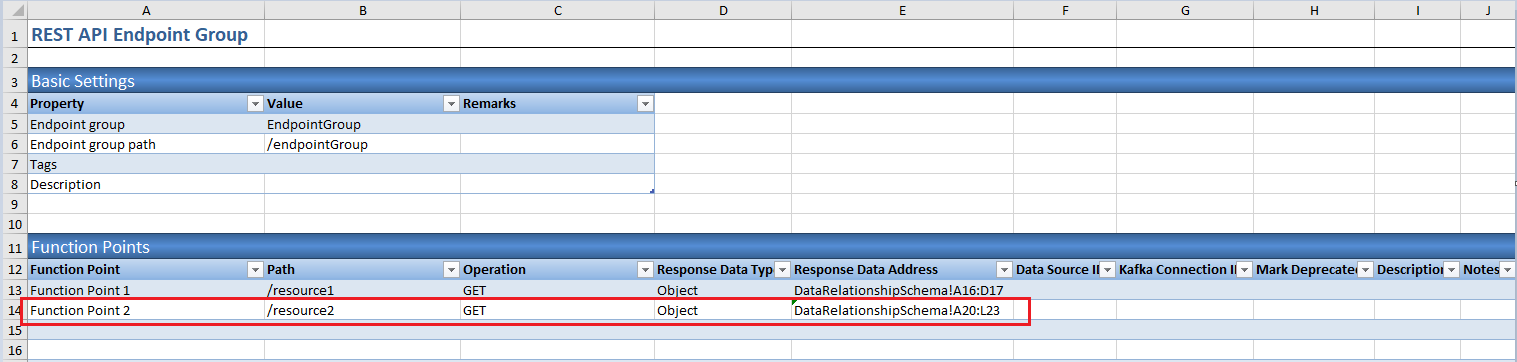 A B C D E F G H I J
1 REST API Endpoint Group
2
3 Basic Settings
4 Property Value Remarks
5 Endpoint group EndpointGroup
6 Endpoint group path /endpointGroup
7 Tags
8 Description
9
10
11 Function Points
12 Function Point Path Operation Response Data Typ Response Data Address Data Source II Kafka Connection II Mark Deprecate Description Notes
13 Function Point 1 /resource1 GET Object DataRelationshipSchema!A16:D17
14 Function Point 2 /resource2 GET Object DataRelationshipSchema!A20:L23
15
16